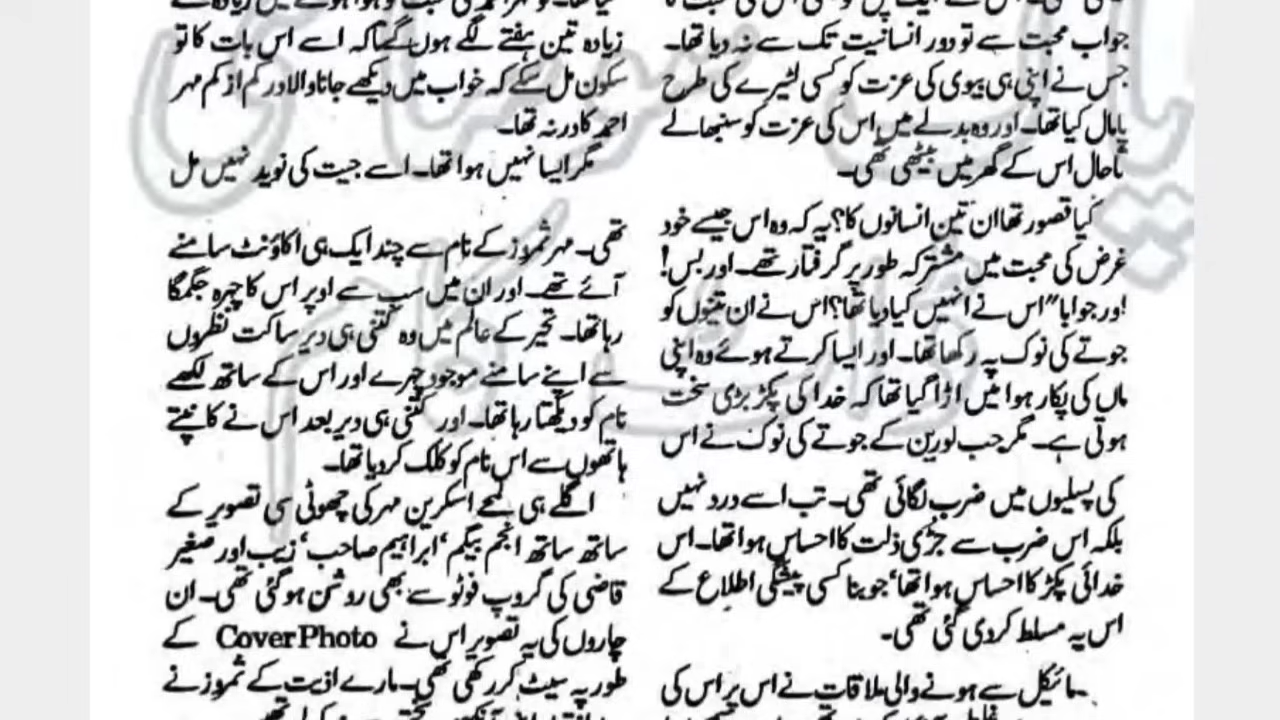 جواب محبت سے تو دور انسانیت تک سے نہ دیا تھا۔
جس نے اپنی ہی بیوی کی عزت کو کسی لٹیرے کی طرح
پامال کیا تھا۔ اور وہ بدلے میں اس کی عزت کو سنبھالے
تاحال اس کے گھر میں بیٹھی تھی۔
کیا قصور تھا ان تین انسانوں کا؟ یہ کہ وہ اس جیسے خود
غرض کی محبت میں مشترکہ طور پر گرفتار تھے۔ اور بس!
اور جوابا" اس نے انہیں کیا دیا تھا؟ اس نے ان تینوں کو
جوتے کی نوک پہ رکھا تھا۔ اور ایسا کرتے ہوئے وہ اپنی
ماں کی پکار ہوا میں اڑا گیا تھا کہ خدا کی پکڑ بڑی سخت
ہوتی ہے۔ مگر جب لورین کے جوتے کی نوک نے اس
کی پسلیوں میں ضرب لگائی تھی۔ تب اسے درد نہیں
بلکہ اس ضرب سے جڑی ذلت کا احساس ہوا تھا۔ اس
خدائی پکڑ کا احساس ہوا تھا، جو بنا کسی پیشگی اطلاع کے
اس پہ مسلط کر دی گئی تھی۔
مائیکل سے ہونے والی ملاقات نے اس پر اس کی
زیادہ تین ہفتے لگے ہوں گے تاکہ اسے اس بات کا تو
سکون مل سکے کہ خواب میں دیکھے جانا والا در کم از کم مہر
احمد کا در نہ تھا۔
مگر ایسا نہیں ہوا تھا۔ اسے جیت کی نوید نہیں مل
تھی۔ مہر ثموز کے نام سے چند ایک ہی اکاؤنٹ سامنے
آئے تھے۔ اور ان میں سب سے اوپر اس کا چہرہ جگمگا
رہا تھا۔ تحیر کے عالم میں وہ کتنی ہی دیر ساکت نظروں
سے اپنے سامنے موجود چہرے اور اس کے ساتھ لکھے
نام کو دیکھتا رہا تھا۔ اور کتنی ہی دیر بعد اس نے کانپتے
ہاتھوں سے اس نام کو کلک کر دیا تھا۔
اگلے ہی لمحے اسکرین مہر کی چھوٹی سی تصویر کے
ساتھ ساتھ انجم بیگم، ابراہیم صاحب، زیب اور صغیر
قاضی کی گروپ فوٹو سے بھی روشن ہو گئی تھی۔ ان
چاروں کی یہ تصویر اس نے CoverPhoto کے
طور پہ سیٹ کر رکھی تھی۔ مارے اذیت کے ثموز نے